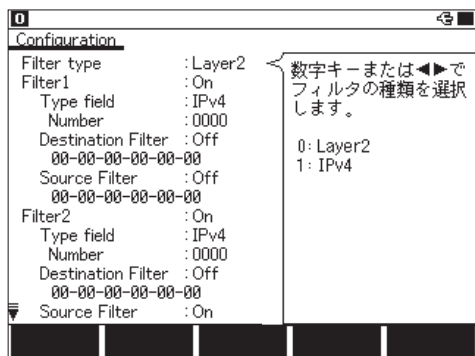 0
Configuration
Filter type :Layer2
Filter1 :On
Type field :IPv4
Number :0000
Destination Filter :Off
00-00-00-00-00-00
Source Filter :Off
00-00-00-00-00-00
Filter2 :On
Type field :IPv4
Number :0000
Destination Filter :Off
00-00-00-00-00-00
Source Filter :On
数字キーまたは◀▶で
フィルタの種類を選択
します。
0: Layer2
1: IPv4